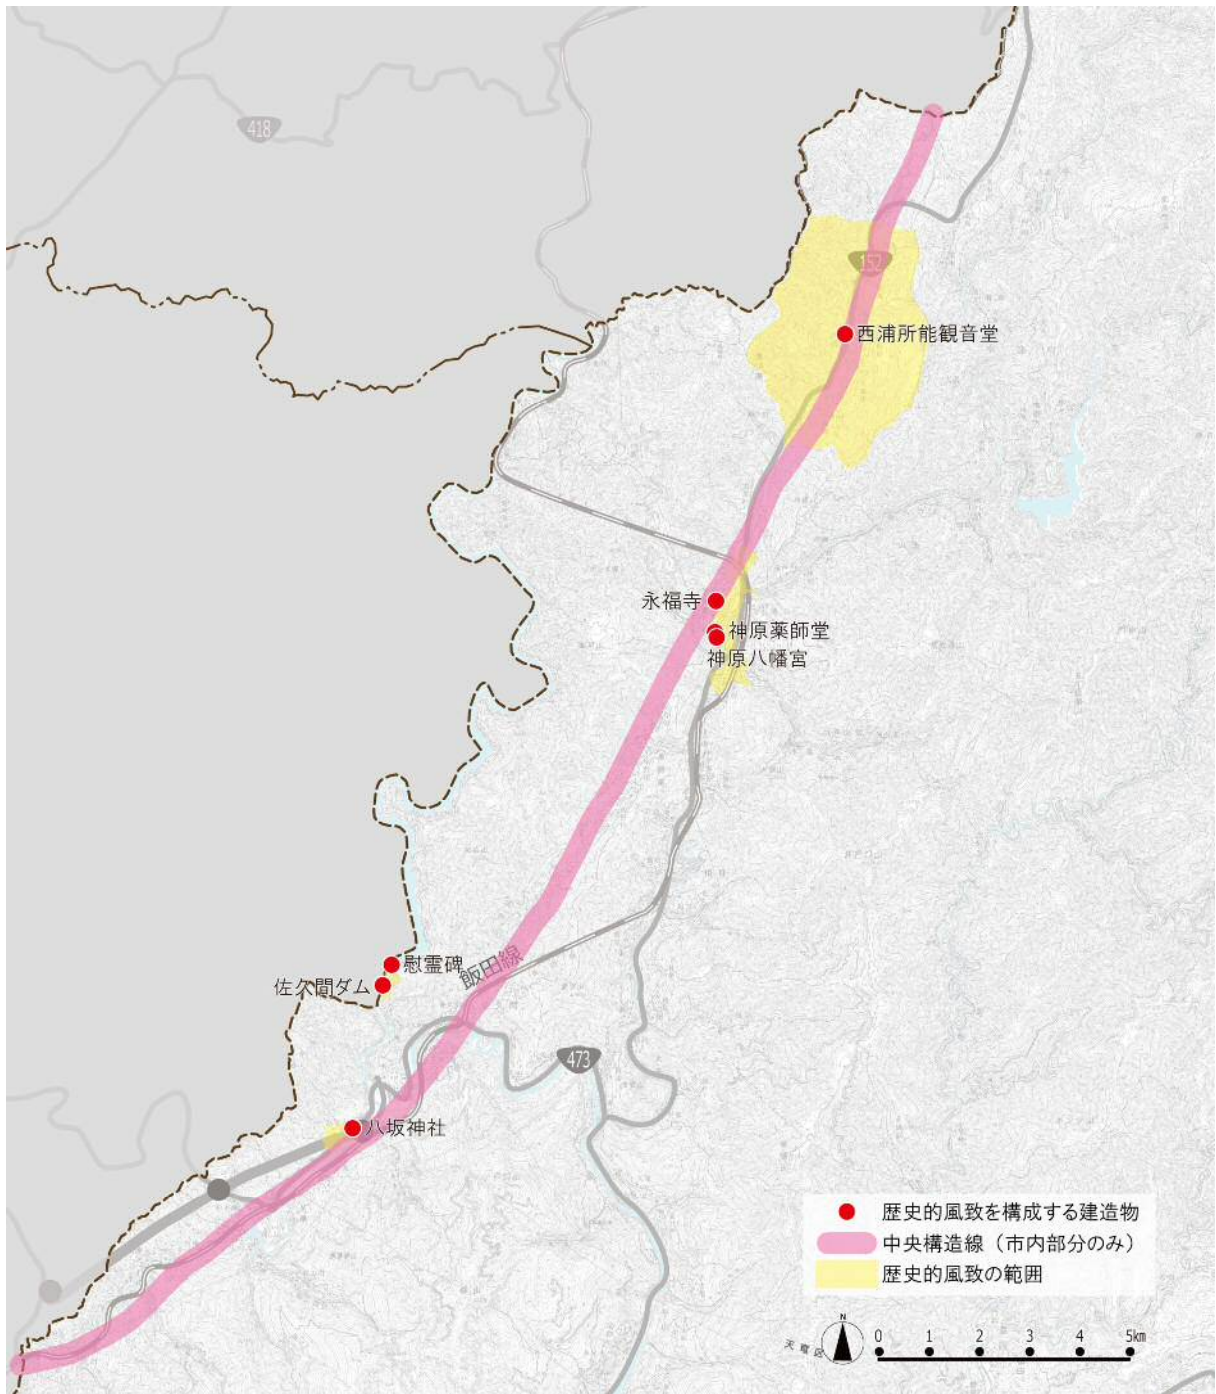 418
152
西浦所能観音堂
永福寺
神原薬師堂
神原八幡宮
慰霊碑
飯田線
佐久間ダム
473
八坂神社
歴史的風致を構成する建造物
中央構造線（市内部分のみ）
歴史的風致の範囲
N
天竜区
0 1 2 3 4 5km